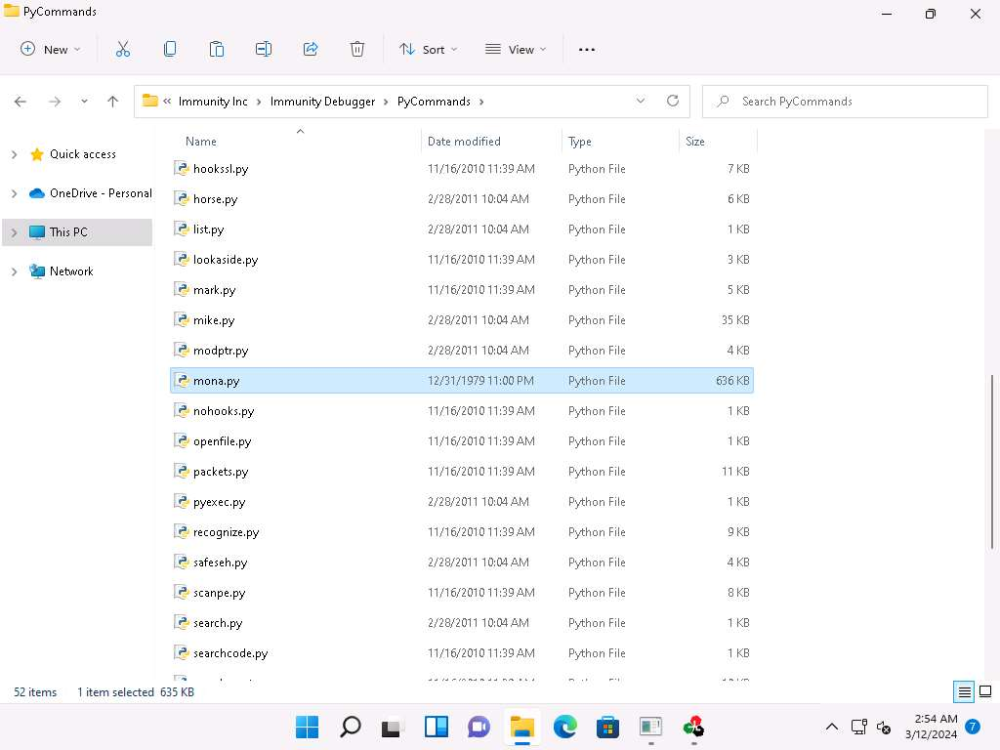 PyCommands
New
Sort
View
« Immunity Inc > Immunity Debugger > PyCommands >
Search PyCommands
Quick access
OneDrive - Personal
This PC
Network
Name Date modified Type Size
hookssl.py 11/16/2010 11:39 AM Python File 7 KB
horse.py 2/28/2011 10:04 AM Python File 6 KB
list.py 2/28/2011 10:04 AM Python File 1 KB
lookaside.py 11/16/2010 11:39 AM Python File 3 KB
mark.py 11/16/2010 11:39 AM Python File 5 KB
mike.py 2/28/2011 10:04 AM Python File 35 KB
modptr.py 2/28/2011 10:04 AM Python File 4 KB
mona.py 12/31/1979 11:00 PM Python File 636 KB
nohooks.py 11/16/2010 11:39 AM Python File 1 KB
openfile.py 11/16/2010 11:39 AM Python File 1 KB
packets.py 11/16/2010 11:39 AM Python File 11 KB
pyexec.py 2/28/2011 10:04 AM Python File 1 KB
recognize.py 11/16/2010 11:39 AM Python File 9 KB
safeseh.py 2/28/2011 10:04 AM Python File 4 KB
scanpe.py 11/16/2010 11:39 AM Python File 8 KB
search.py 2/28/2011 10:04 AM Python File 1 KB
searchcode.py 11/16/2010 11:39 AM Python File 1 KB
52 items 1 item selected 635 KB
2:54 AM
3/12/2024
7